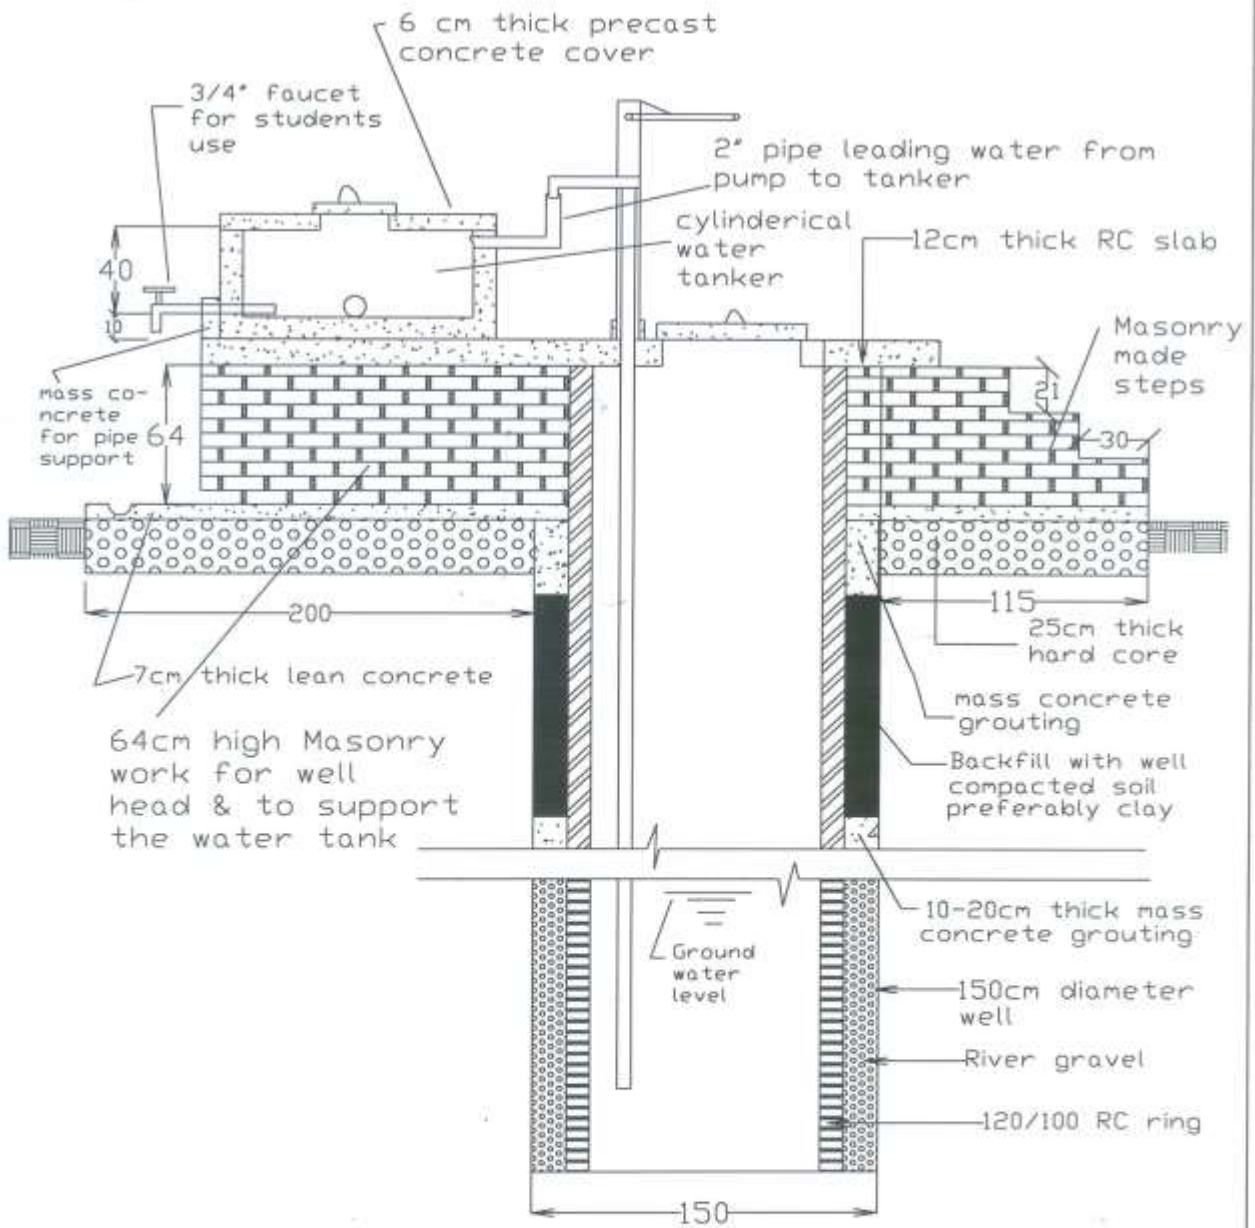 6 cm thick precast
concrete cover
3/4" faucet
for students
use
2" pipe leading water from
pump to tanker
cylinderical
water
tanker
12cm thick RC slab
40
10
Masonry
made
steps
mass co-
ncrete
for pipe
support
64
21
30
200
115
25cm thick
hard core
7cm thick lean concrete
mass concrete
grouting
64cm high Masonry
work for well
head & to support
the water tank
Backfill with well
compacted soil
preferably clay
10-20cm thick mass
concrete grouting
Ground
water
level
150cm diameter
well
River gravel
120/100 RC ring
150